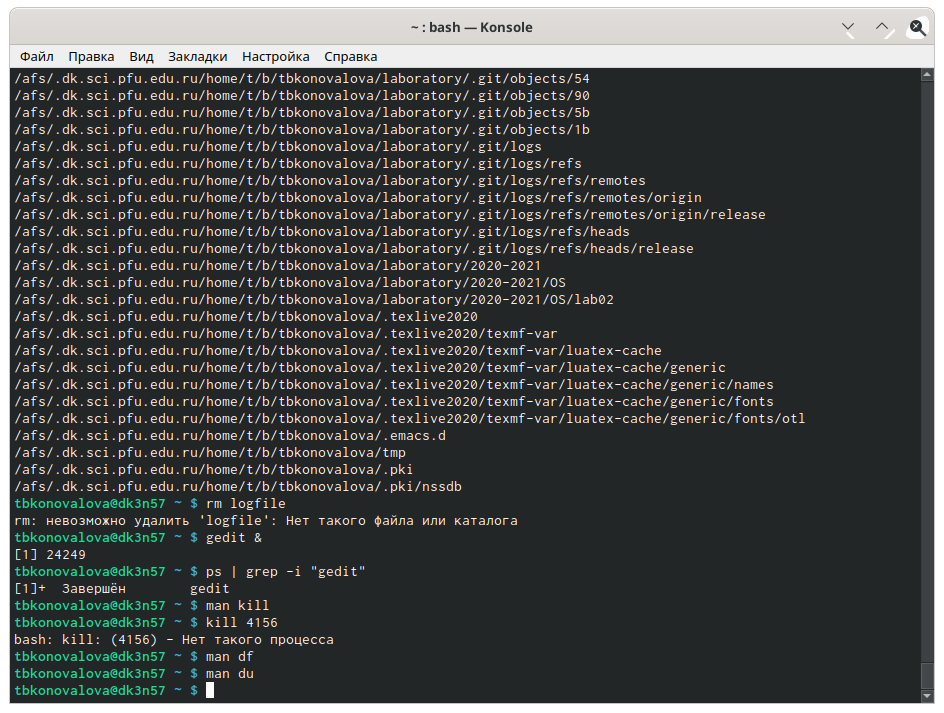 ~ : bash — Konsole
Файл Правка Вид Закладки Настройка Справка
/afs/.dk.sci.pfu.edu.ru/home/t/b/tbkonovalova/laboratory/.git/objects/54
/afs/.dk.sci.pfu.edu.ru/home/t/b/tbkonovalova/laboratory/.git/objects/90
/afs/.dk.sci.pfu.edu.ru/home/t/b/tbkonovalova/laboratory/.git/objects/5b
/afs/.dk.sci.pfu.edu.ru/home/t/b/tbkonovalova/laboratory/.git/objects/1b
/afs/.dk.sci.pfu.edu.ru/home/t/b/tbkonovalova/laboratory/.git/logs
/afs/.dk.sci.pfu.edu.ru/home/t/b/tbkonovalova/laboratory/.git/logs/refs
/afs/.dk.sci.pfu.edu.ru/home/t/b/tbkonovalova/laboratory/.git/logs/refs/remotes
/afs/.dk.sci.pfu.edu.ru/home/t/b/tbkonovalova/laboratory/.git/logs/refs/remotes/origin
/afs/.dk.sci.pfu.edu.ru/home/t/b/tbkonovalova/laboratory/.git/logs/refs/remotes/origin/release
/afs/.dk.sci.pfu.edu.ru/home/t/b/tbkonovalova/laboratory/.git/logs/refs/heads
/afs/.dk.sci.pfu.edu.ru/home/t/b/tbkonovalova/laboratory/.git/logs/refs/heads/release
/afs/.dk.sci.pfu.edu.ru/home/t/b/tbkonovalova/laboratory/2020-2021
/afs/.dk.sci.pfu.edu.ru/home/t/b/tbkonovalova/laboratory/2020-2021/OS
/afs/.dk.sci.pfu.edu.ru/home/t/b/tbkonovalova/laboratory/2020-2021/OS/lab02
/afs/.dk.sci.pfu.edu.ru/home/t/b/tbkonovalova/.texlive2020
/afs/.dk.sci.pfu.edu.ru/home/t/b/tbkonovalova/.texlive2020/texmf-var
/afs/.dk.sci.pfu.edu.ru/home/t/b/tbkonovalova/.texlive2020/texmf-var/luatex-cache
/afs/.dk.sci.pfu.edu.ru/home/t/b/tbkonovalova/.texlive2020/texmf-var/luatex-cache/generic
/afs/.dk.sci.pfu.edu.ru/home/t/b/tbkonovalova/.texlive2020/texmf-var/luatex-cache/generic/names
/afs/.dk.sci.pfu.edu.ru/home/t/b/tbkonovalova/.texlive2020/texmf-var/luatex-cache/generic/fonts
/afs/.dk.sci.pfu.edu.ru/home/t/b/tbkonovalova/.texlive2020/texmf-var/luatex-cache/generic/fonts/otl
/afs/.dk.sci.pfu.edu.ru/home/t/b/tbkonovalova/.emacs.d
/afs/.dk.sci.pfu.edu.ru/home/t/b/tbkonovalova/tmp
/afs/.dk.sci.pfu.edu.ru/home/t/b/tbkonovalova/.pki
/afs/.dk.sci.pfu.edu.ru/home/t/b/tbkonovalova/.pki/nssdb
tbkonovalova@dk3n57 ~ $ rm logfile
rm: невозможно удалить 'logfile': Нет такого файла или каталога
tbkonovalova@dk3n57 ~ $ gedit &
[1] 24249
tbkonovalova@dk3n57 ~ $ ps | grep -i "gedit"
[1]+  Завершён        gedit
tbkonovalova@dk3n57 ~ $ man kill
tbkonovalova@dk3n57 ~ $ kill 4156
bash: kill: (4156) - Нет такого процесса
tbkonovalova@dk3n57 ~ $ man df
tbkonovalova@dk3n57 ~ $ man du
tbkonovalova@dk3n57 ~ $